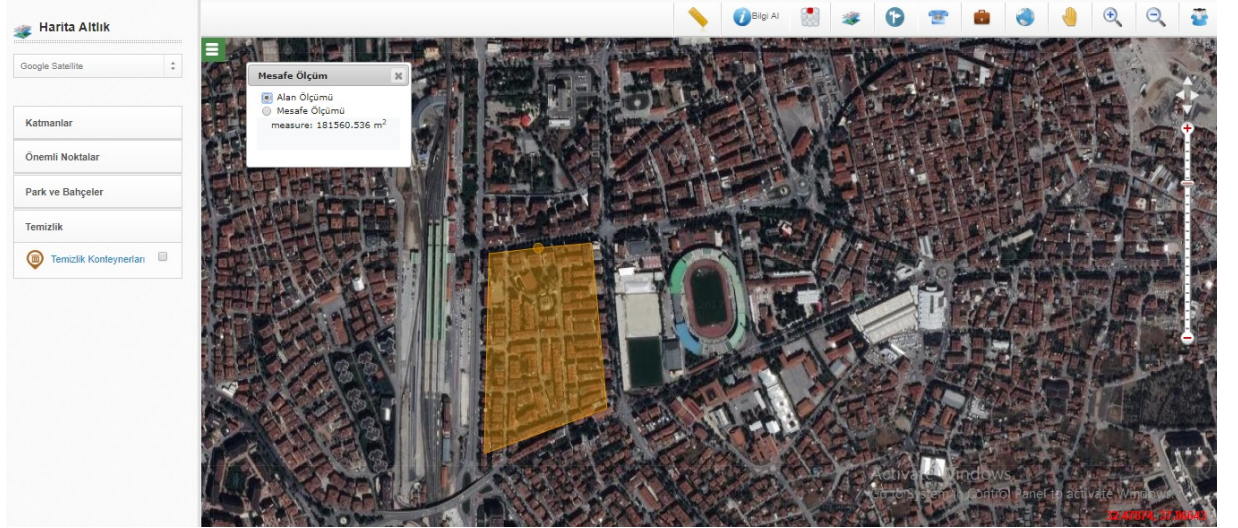 Harita Altlık
Google Satellite
Katmanlar
Önemli Noktalar
Park ve Bahçeler
Temizlik
Temizlik Konteynerları
Bilgi Al
Mesafe Ölçüm
Alan Ölçümü
Mesafe Ölçümü
measure: 181560.536 m²
Activate Windows
Go to System in Control Panel to activate Windows.